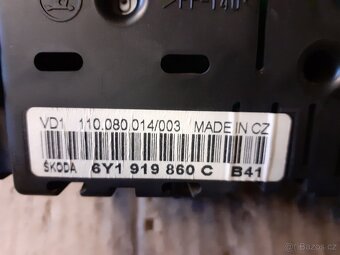 VD1 110.080.014/003 MADE IN CZ
ŠKODA 6Y1 919 860 C B41